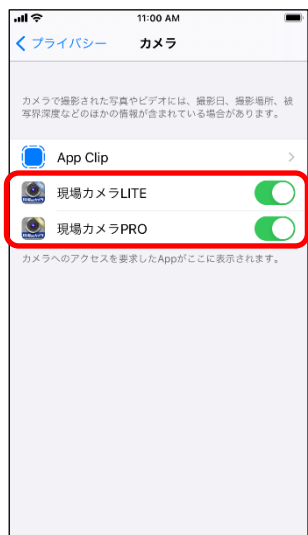 11:00 AM
プライバシー カメラ
カメラで撮影された写真やビデオには、撮影日、撮影場所、被
写界深度などのほかの情報が含まれている場合があります。
App Clip
現場カメラLITE
現場カメラPRO
カメラへのアクセスを要求したAppがここに表示されます。